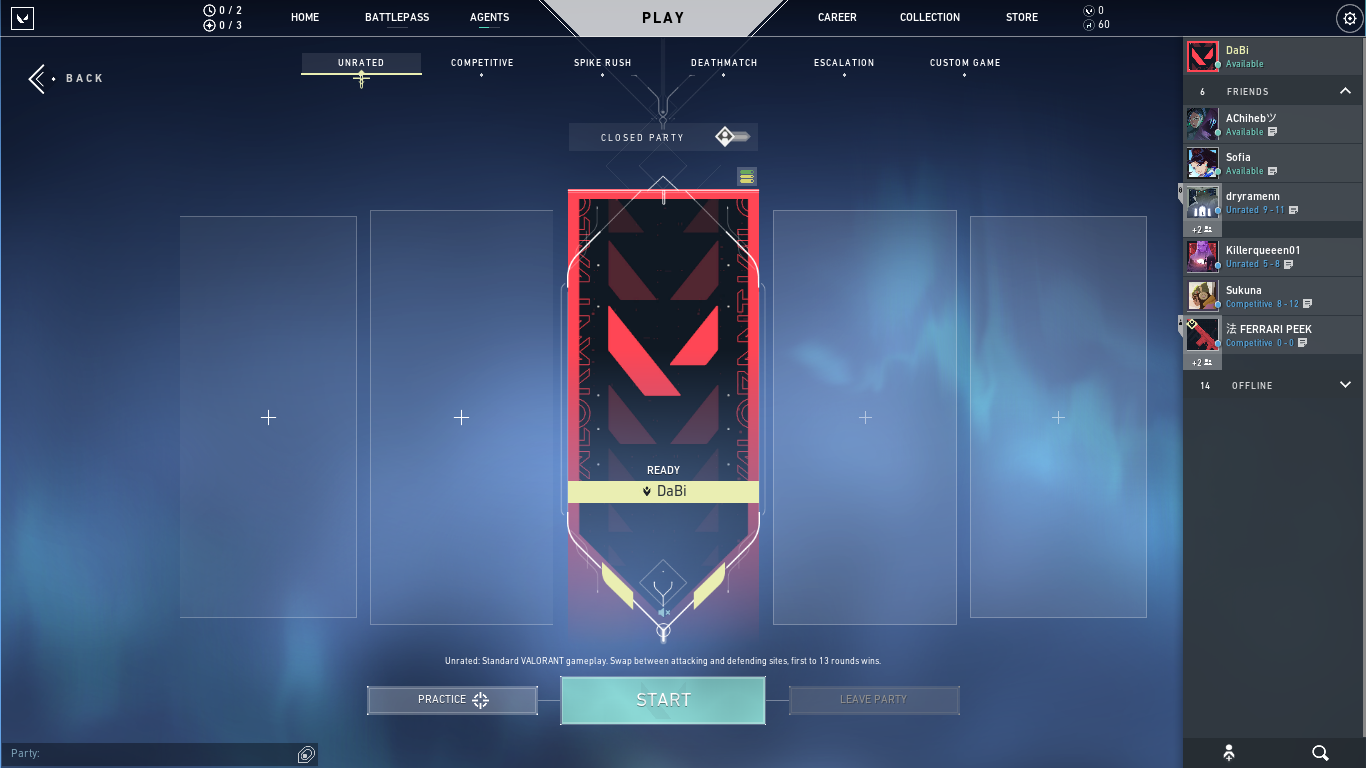 0 / 2
0 / 3
HOME
BATTLEPASS
AGENTS
PLAY
CAREER
COLLECTION
STORE
0
60
BACK
UNRATED
COMPETITIVE
SPIKE RUSH
DEATHMATCH
ESCALATION
CUSTOM GAME
CLOSED PARTY
READY
DaBi
Unrated: Standard VALORANT gameplay. Swap between attacking and defending sites, first to 13 rounds wins.
PRACTICE
START
LEAVE PARTY
Party:
DaBi
Available
6 FRIENDS
AChihebツ
Available
Sofia
Available
dryramenn
Unrated 9 - 11
+2
Killerqueeen01
Unrated 5 - 8
Sukuna
Competitive 8 - 12
法 FERRARI PEEK
Competitive 0 - 0
+2
14 OFFLINE